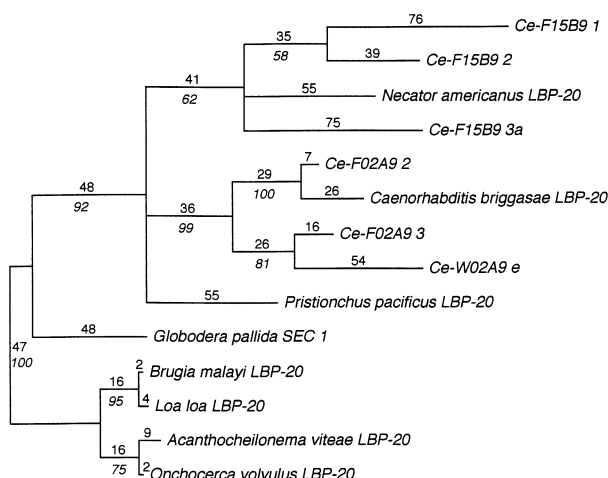 76
Ce-F15B9 1
35
58
39
Ce-F15B9 2
41
62
55
Necator americanus LBP-20
75
Ce-F15B9 3a
7
Ce-F02A9 2
29
100
26
Caenorhabditis briggasae LBP-20
48
92
36
99
16
Ce-F02A9 3
26
81
54
Ce-W02A9 e
55
Pristionchus pacificus LBP-20
48
Globodera pallida SEC 1
47
100
2
Brugia malayi LBP-20
16
95
4
Loa loa LBP-20
9
Acanthocheilonema viteae LBP-20
16
75
2
Onchocerca volvulus LBP-20